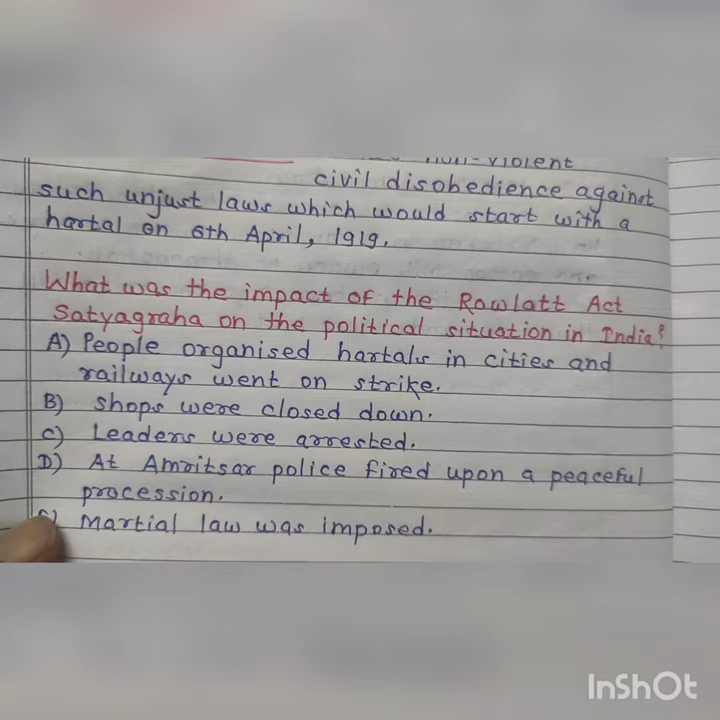 non-violent
civil disobedience against
such unjust laws which would start with a
hartal on 6th April, 1919.
What was the impact of the Rowlatt Act
Satyagraha on the political situation in India?
A) People organised hartals in cities and
railways went on strike.
B) shops were closed down.
C) Leaders were arrested.
D) At Amritsar police fired upon a peaceful
procession.
Martial law was imposed.
InShOt